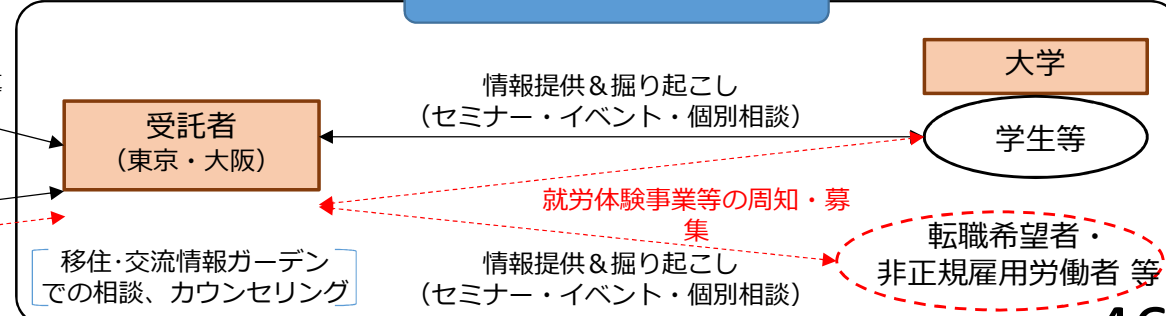 大学
情報提供＆掘り起こし
（セミナー・イベント・個別相談）
受託者
（東京・大阪）
学生等
就労体験事業等の周知・募
集
転職希望者・
非正規雇用労働者 等
移住・交流情報ガーデン
での相談、カウンセリング
情報提供＆掘り起こし
（セミナー・イベント・個別相談）